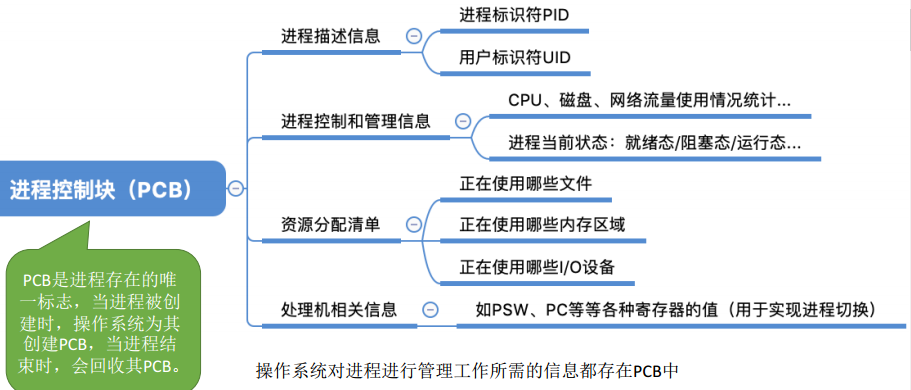 进程控制块（PCB）
进程描述信息
进程标识符PID
用户标识符UID
进程控制和管理信息
CPU、磁盘、网络流量使用情况统计...
进程当前状态：就绪态/阻塞态/运行态...
资源分配清单
正在使用哪些文件
正在使用哪些内存区域
正在使用哪些I/O设备
处理机相关信息
如PSW、PC等等各种寄存器的值（用于实现进程切换）
PCB是进程存在的唯
一标志，当进程被创
建时，操作系统为其
创建PCB，当进程结
束时，会回收其PCB。
操作系统对进程进行管理工作所需的信息都存在PCB中